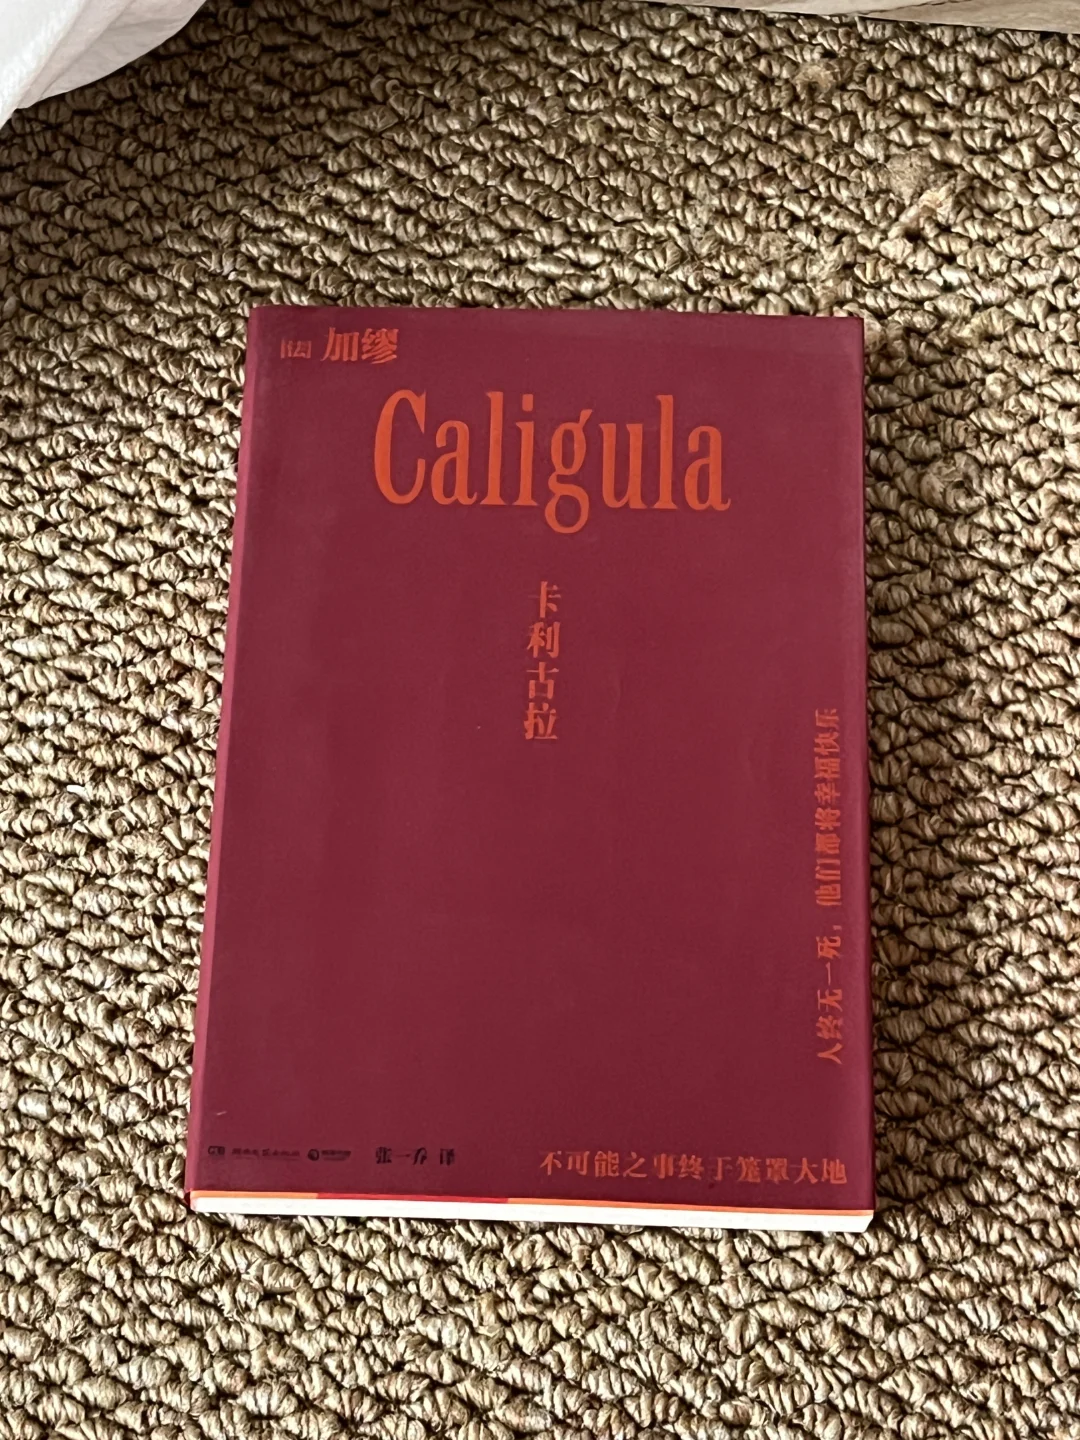 [法] 加缪
Caligula
卡利古拉
人终无一死，他们都将幸福快乐
张一乔 译
不可能之事终于笼罩大地